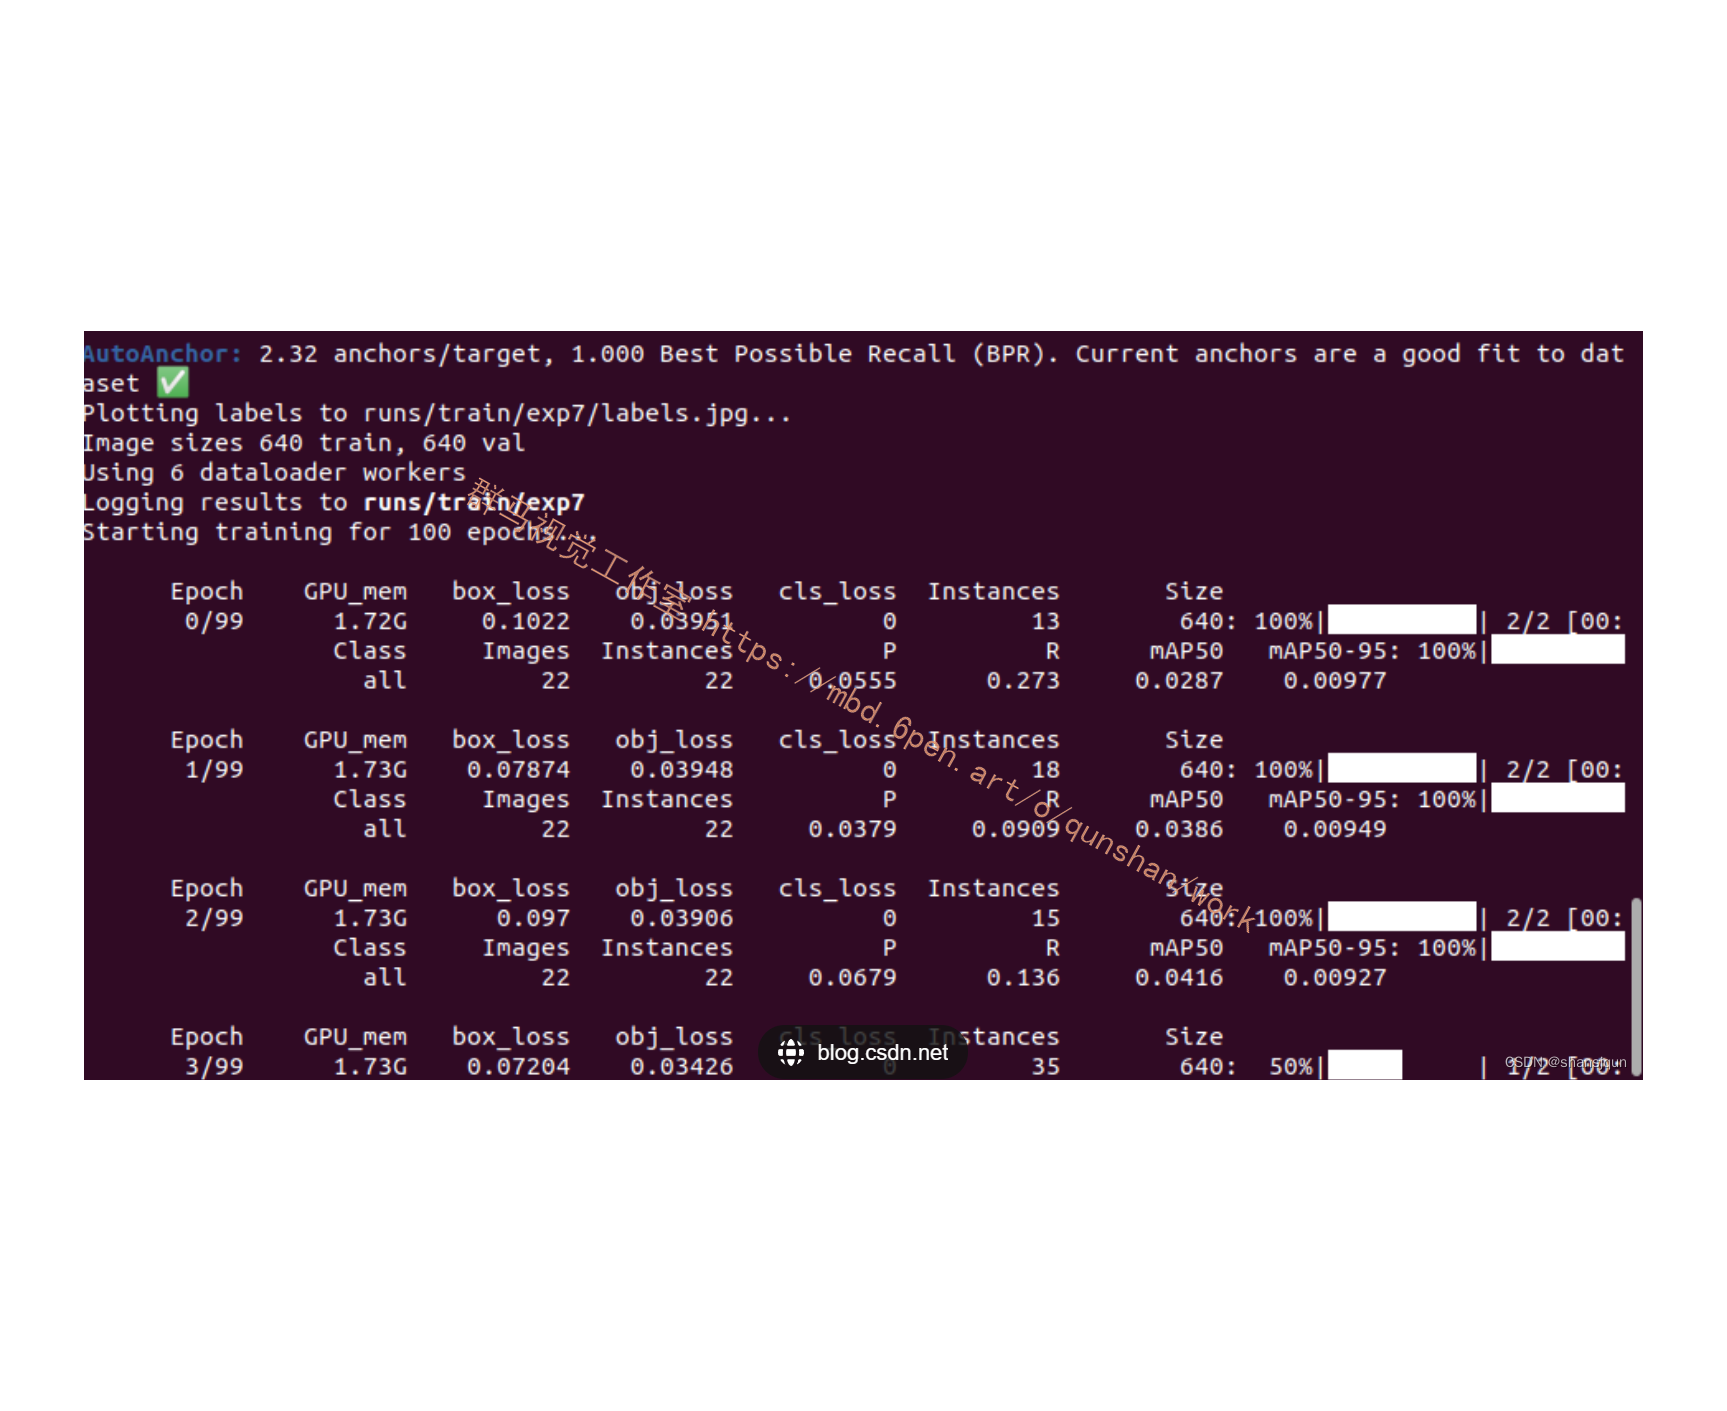 AutoAnchor: 2.32 anchors/target, 1.000 Best Possible Recall (BPR). Current anchors are a good fit to dat
aset ✅
Plotting labels to runs/train/exp7/labels.jpg...
Image sizes 640 train, 640 val
Using 6 dataloader workers
Logging results to runs/train/exp7
Starting training for 100 epochs...
群鸟视觉工作室 https://mbd.6pen.art/o/qunshan/work
Epoch GPU_mem box_loss obj_loss cls_loss Instances Size
0/99 1.72G 0.1022 0.03951 0 13 640: 100%| | 2/2 [00:
Class Images Instances P R mAP50 mAP50-95: 100%|
all 22 22 0.0555 0.273 0.0287 0.00977
Epoch GPU_mem box_loss obj_loss cls_loss Instances Size
1/99 1.73G 0.07874 0.03948 0 18 640: 100%| | 2/2 [00:
Class Images Instances P R mAP50 mAP50-95: 100%|
all 22 22 0.0379 0.0909 0.0386 0.00949
Epoch GPU_mem box_loss obj_loss cls_loss Instances Size
2/99 1.73G 0.097 0.03906 0 15 640: 100%| | 2/2 [00:
Class Images Instances P R mAP50 mAP50-95: 100%|
all 22 22 0.0679 0.136 0.0416 0.00927
Epoch GPU_mem box_loss obj_loss cls_loss Instances Size
3/99 1.73G 0.07204 0.03426 0 35 640: 50%| | 1/2 [00:
blog.csdn.net